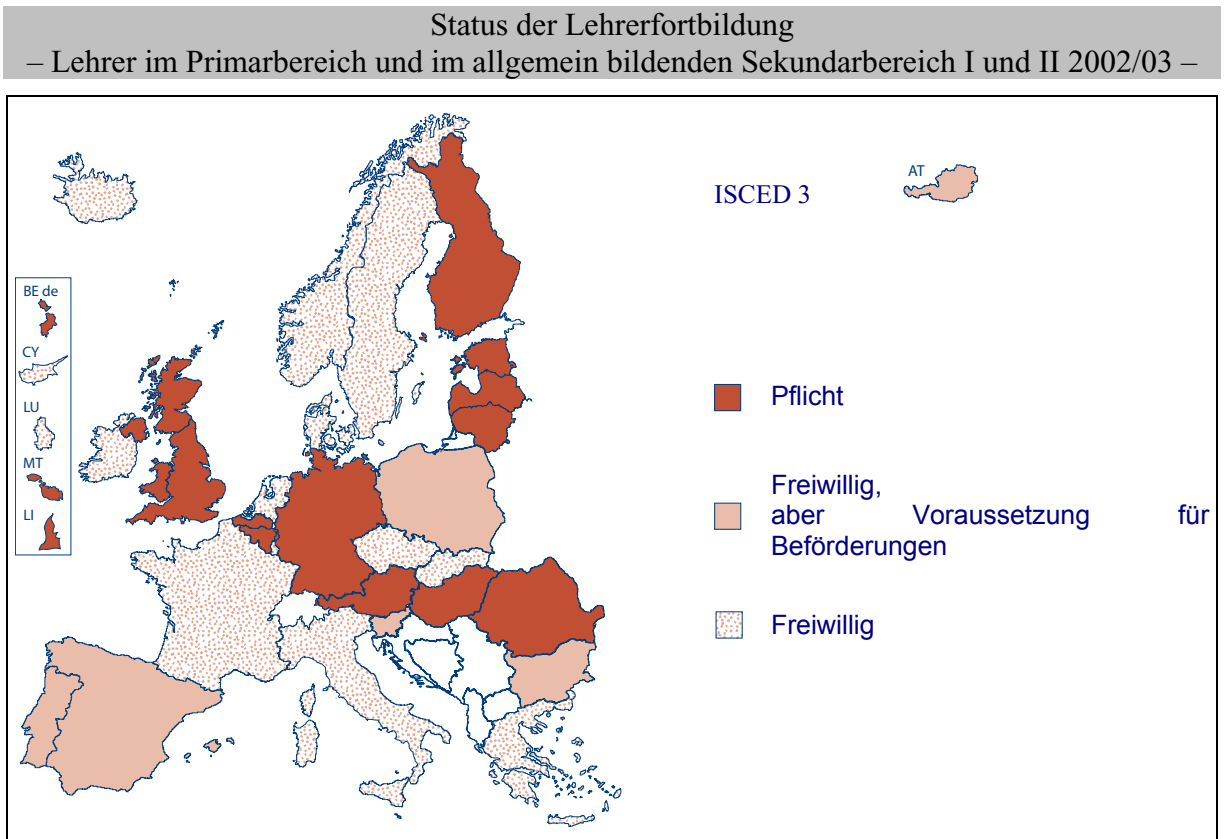 Status der Lehrerfortbildung
– Lehrer im Primarbereich und im allgemein bildenden Sekundarbereich I und II 2002/03 –
AT
ISCED 3
BE de
CY
LU
MT
LI
Pflicht
Freiwillig,
aber Voraussetzung für
Beförderungen
Freiwillig